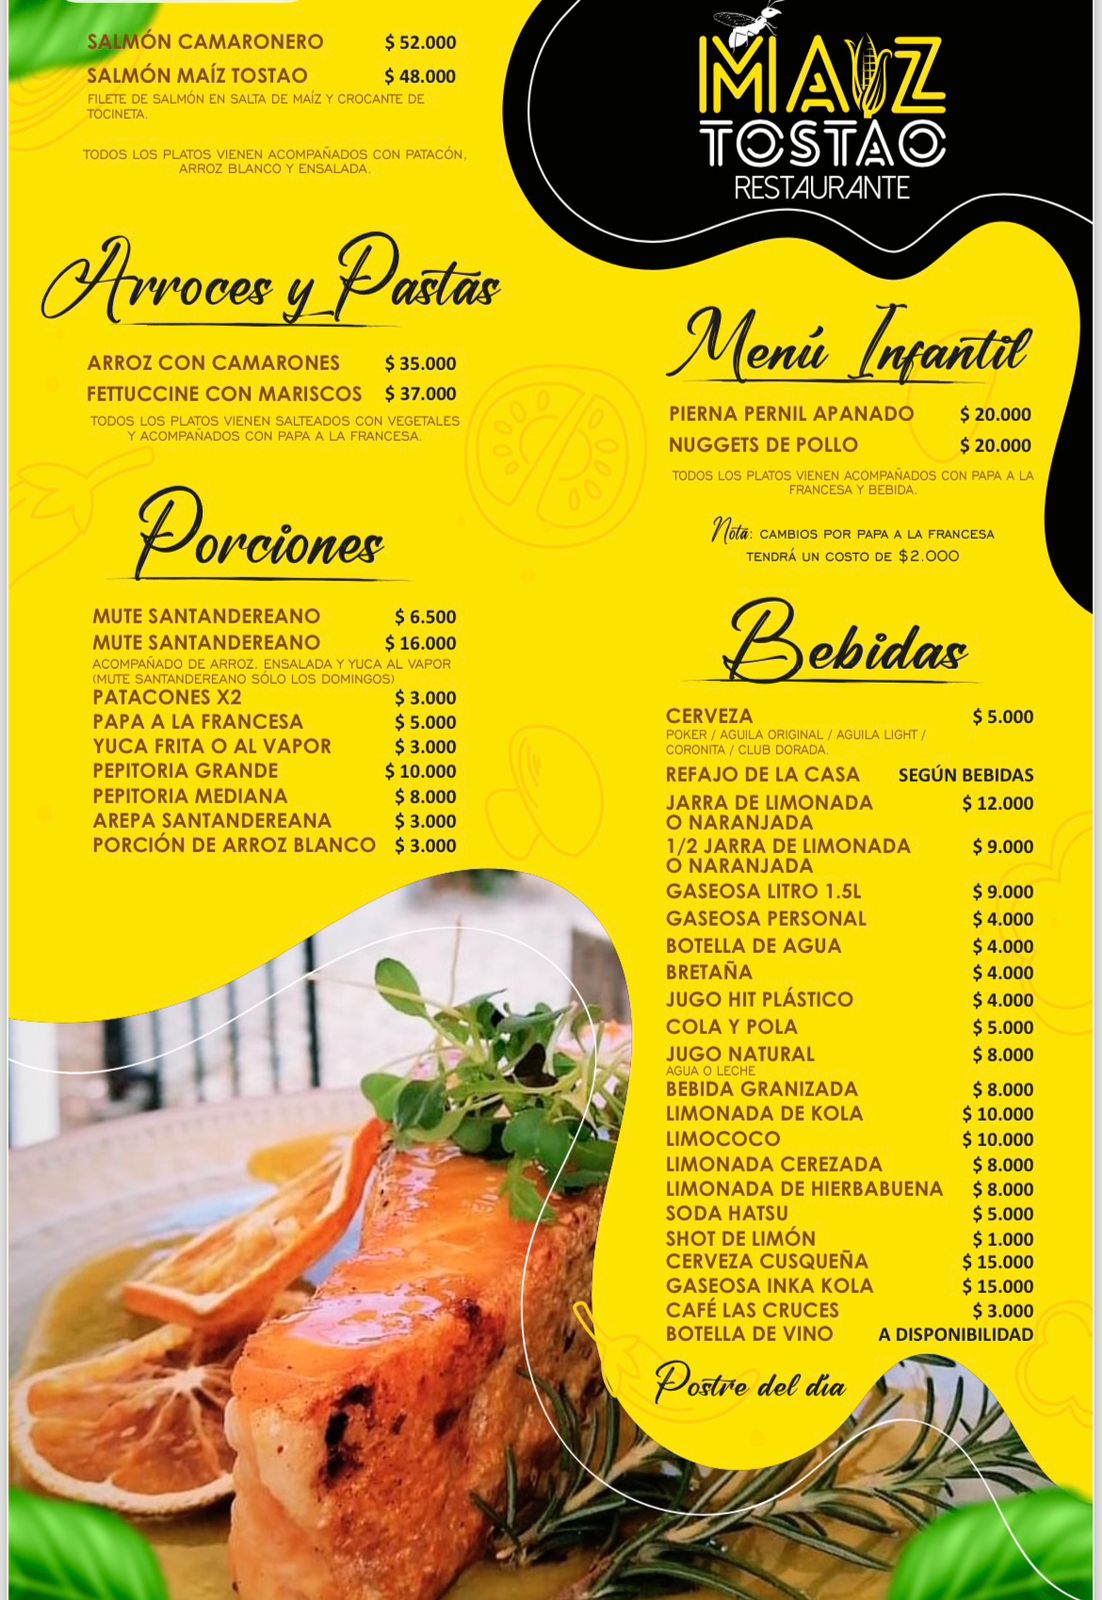 SALMÓN CAMARONERO $ 52.000
SALMÓN MAÍZ TOSTAO $ 48.000
FILETE DE SALMÓN EN SALTA DE MAÍZ Y CROCANTE DE
TOCINETA.
TODOS LOS PLATOS VIENEN ACOMPAÑADOS CON PATACÓN,
ARROZ BLANCO Y ENSALADA.
Arroces y Pastas
ARROZ CON CAMARONES $ 35.000
FETTUCCINE CON MARISCOS $ 37.000
TODOS LOS PLATOS VIENEN SALTEADOS CON VEGETALES
Y ACOMPAÑADOS CON PAPA A LA FRANCESA.
Porciones
MUTE SANTANDEREANO $ 6.500
MUTE SANTANDEREANO $ 16.000
ACOMPAÑADO DE ARROZ, ENSALADA Y YUCA AL VAPOR
(MUTE SANTANDEREANO SÓLO LOS DOMINGOS)
PATACONES X2 $ 3.000
PAPA A LA FRANCESA $ 5.000
YUCA FRITA O AL VAPOR $ 3.000
PEPITORIA GRANDE $ 10.000
PEPITORIA MEDIANA $ 8.000
AREPA SANTANDEREANA $ 3.000
PORCIÓN DE ARROZ BLANCO $ 3.000
MAÍZ
TOSTAO
RESTAURANTE
Menú Infantil
PIERNA PERNIL APANADO $ 20.000
NUGGETS DE POLLO $ 20.000
TODOS LOS PLATOS VIENEN ACOMPAÑADOS CON PAPA A LA
FRANCESA Y BEBIDA.
Nota: CAMBIOS POR PAPA A LA FRANCESA
TENDRÁ UN COSTO DE $2.000
Bebidas
CERVEZA $ 5.000
POKER / AGUILA ORIGINAL / AGUILA LIGHT /
CORONITA / CLUB DORADA.
REFAJO DE LA CASA SEGÚN BEBIDAS
JARRA DE LIMONADA $ 12.000
O NARANJADA
1/2 JARRA DE LIMONADA $ 9.000
O NARANJADA
GASEOSA LITRO 1.5L $ 9.000
GASEOSA PERSONAL $ 4.000
BOTELLA DE AGUA $ 4.000
BRETAÑA $ 4.000
JUGO HIT PLÁSTICO $ 4.000
COLA Y POLA $ 5.000
JUGO NATURAL $ 8.000
AGUA O LECHE
BEBIDA GRANIZADA $ 8.000
LIMONADA DE KOLA $ 10.000
LIMOCOCO $ 10.000
LIMONADA CEREZADA $ 8.000
LIMONADA DE HIERBABUENA $ 8.000
SODA HATSU $ 5.000
SHOT DE LIMÓN $ 1.000
CERVEZA CUSQUEÑA $ 15.000
GASEOSA INKA KOLA $ 15.000
CAFÉ LAS CRUCES $ 3.000
BOTELLA DE VINO A DISPONIBILIDAD
Postre del día